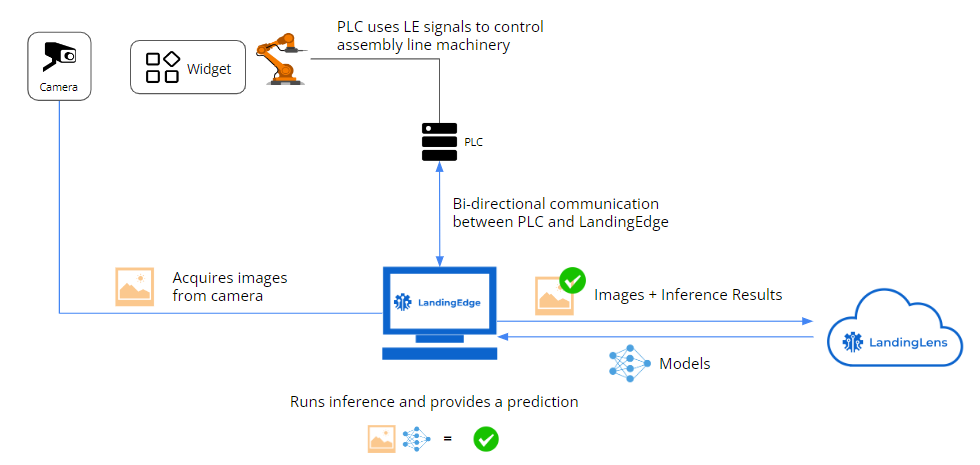 PLC uses LE signals to control
assembly line machinery
Camera
Widget
PLC
Bi-directional communication
between PLC and LandingEdge
Acquires images
from camera
LandingEdge
Images + Inference Results
LandingLens
Models
Runs inference and provides a prediction
=